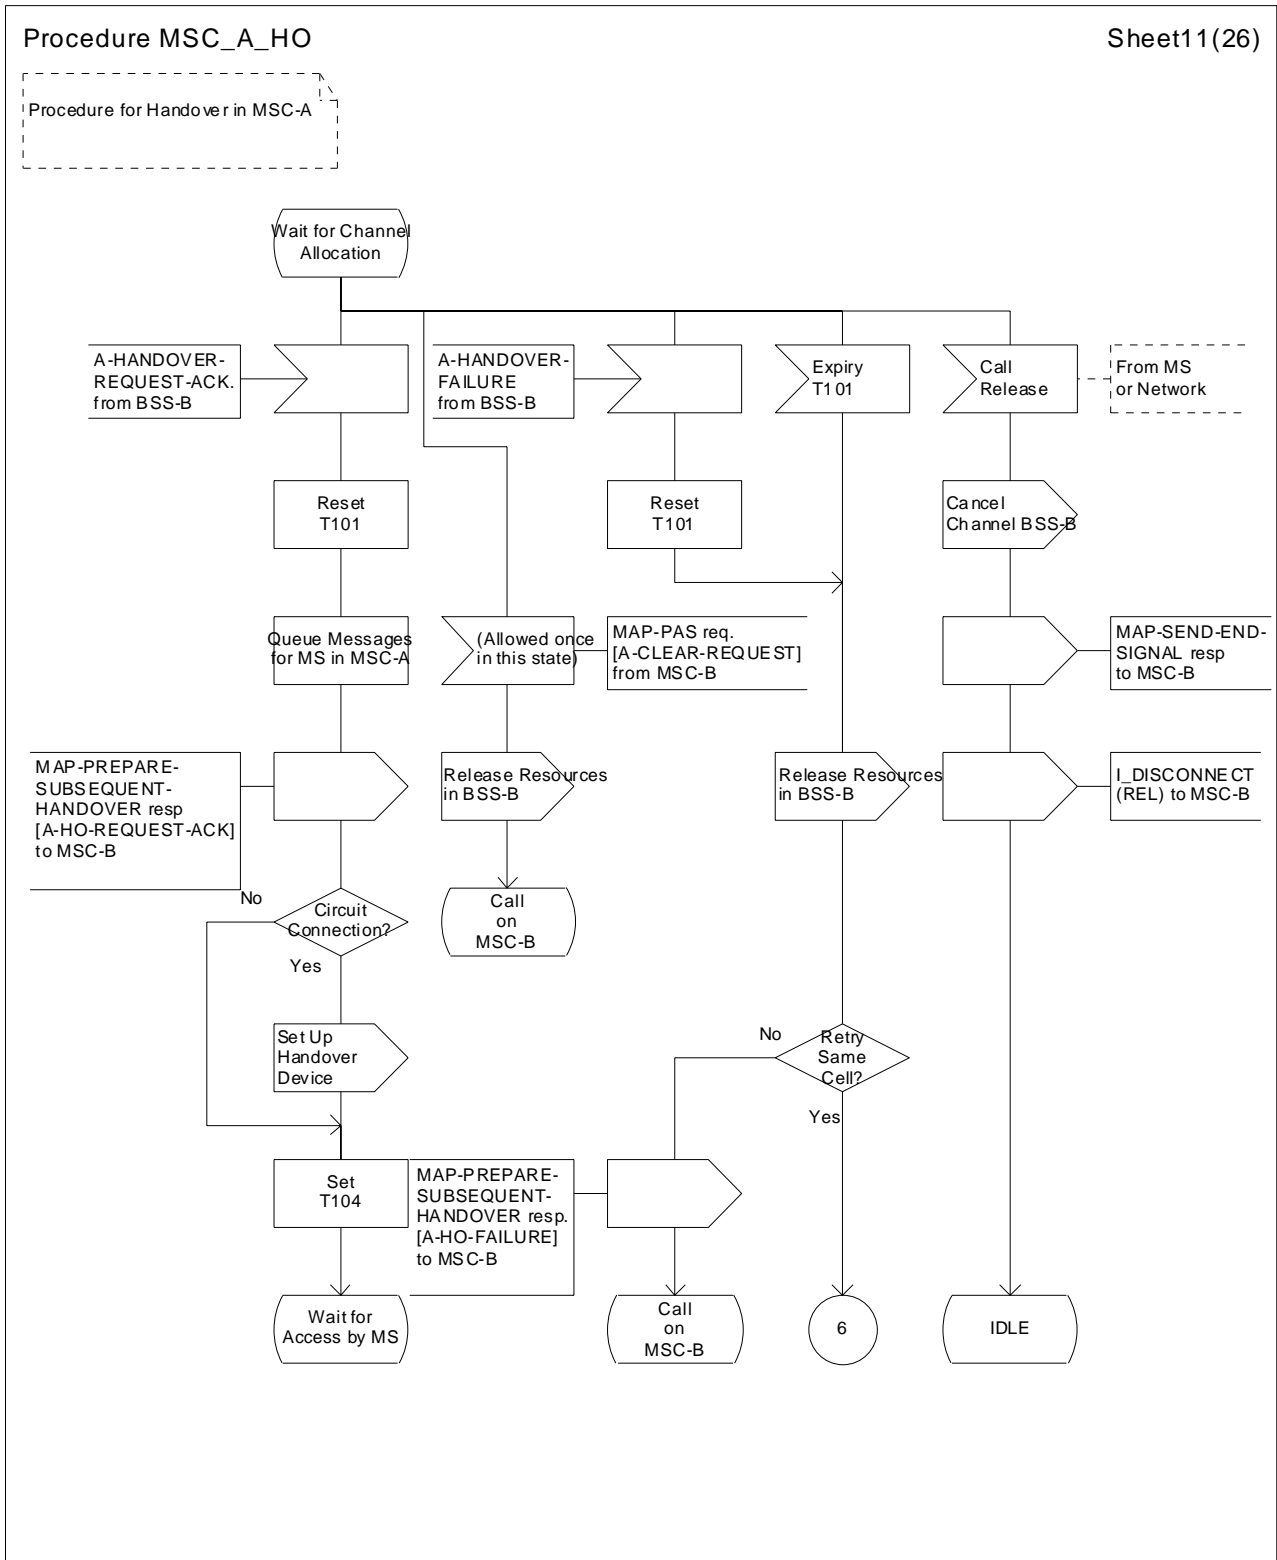 Procedure MSC_A_HO
Sheet11(26)
Procedure for Handover in MSC-A
Wait for Channel
Allocation
A-HANDOVER-
REQUEST-ACK.
from BSS-B
A-HANDOVER-
FAILURE
from BSS-B
Expiry
T101
Call
Release
From MS
or Network
Reset
T101
Reset
T101
Cancel
Channel BSS-B
Queue Messages
for MS in MSC-A
(Allowed once
in this state)
MAP-PAS req.
[A-CLEAR-REQUEST]
from MSC-B
MAP-SEND-END-
SIGNAL resp
to MSC-B
MAP-PREPARE-
SUBSEQUENT-
HANDOVER resp
[A-HO-REQUEST-ACK]
to MSC-B
Release Resources
in BSS-B
Release Resources
in BSS-B
I_DISCONNECT
(REL) to MSC-B
No
Circuit
Connection?
Yes
Call
on
MSC-B
Set Up
Handover
Device
No
Retry
Same
Cell?
Yes
Set
T104
MAP-PREPARE-
SUBSEQUENT-
HANDOVER resp.
[A-HO-FAILURE]
to MSC-B
Wait for
Access by MS
Call
on
MSC-B
6
IDLE